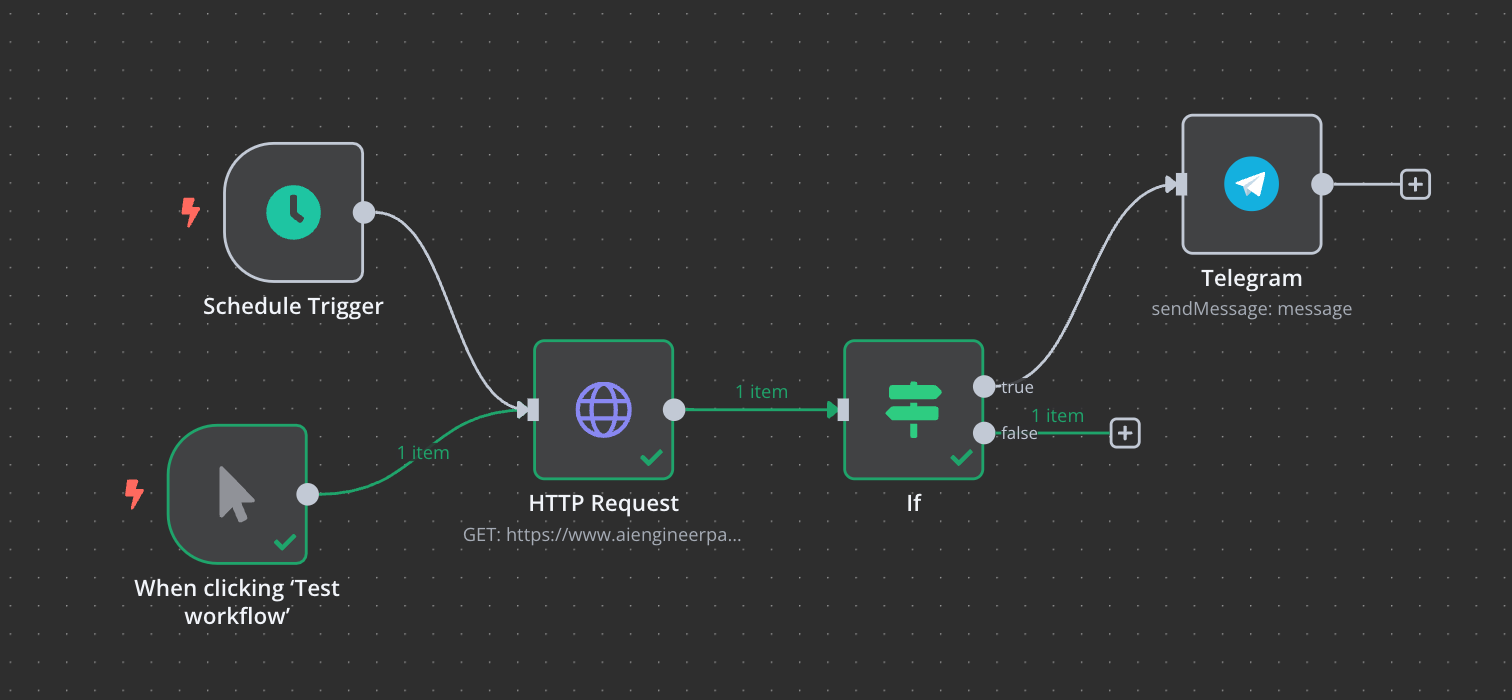 Schedule Trigger
Telegram
sendMessage: message
1 item
true
1 item
false
1 item
HTTP Request
GET: https://www.aiengineerpa...
If
When clicking ‘Test
workflow’